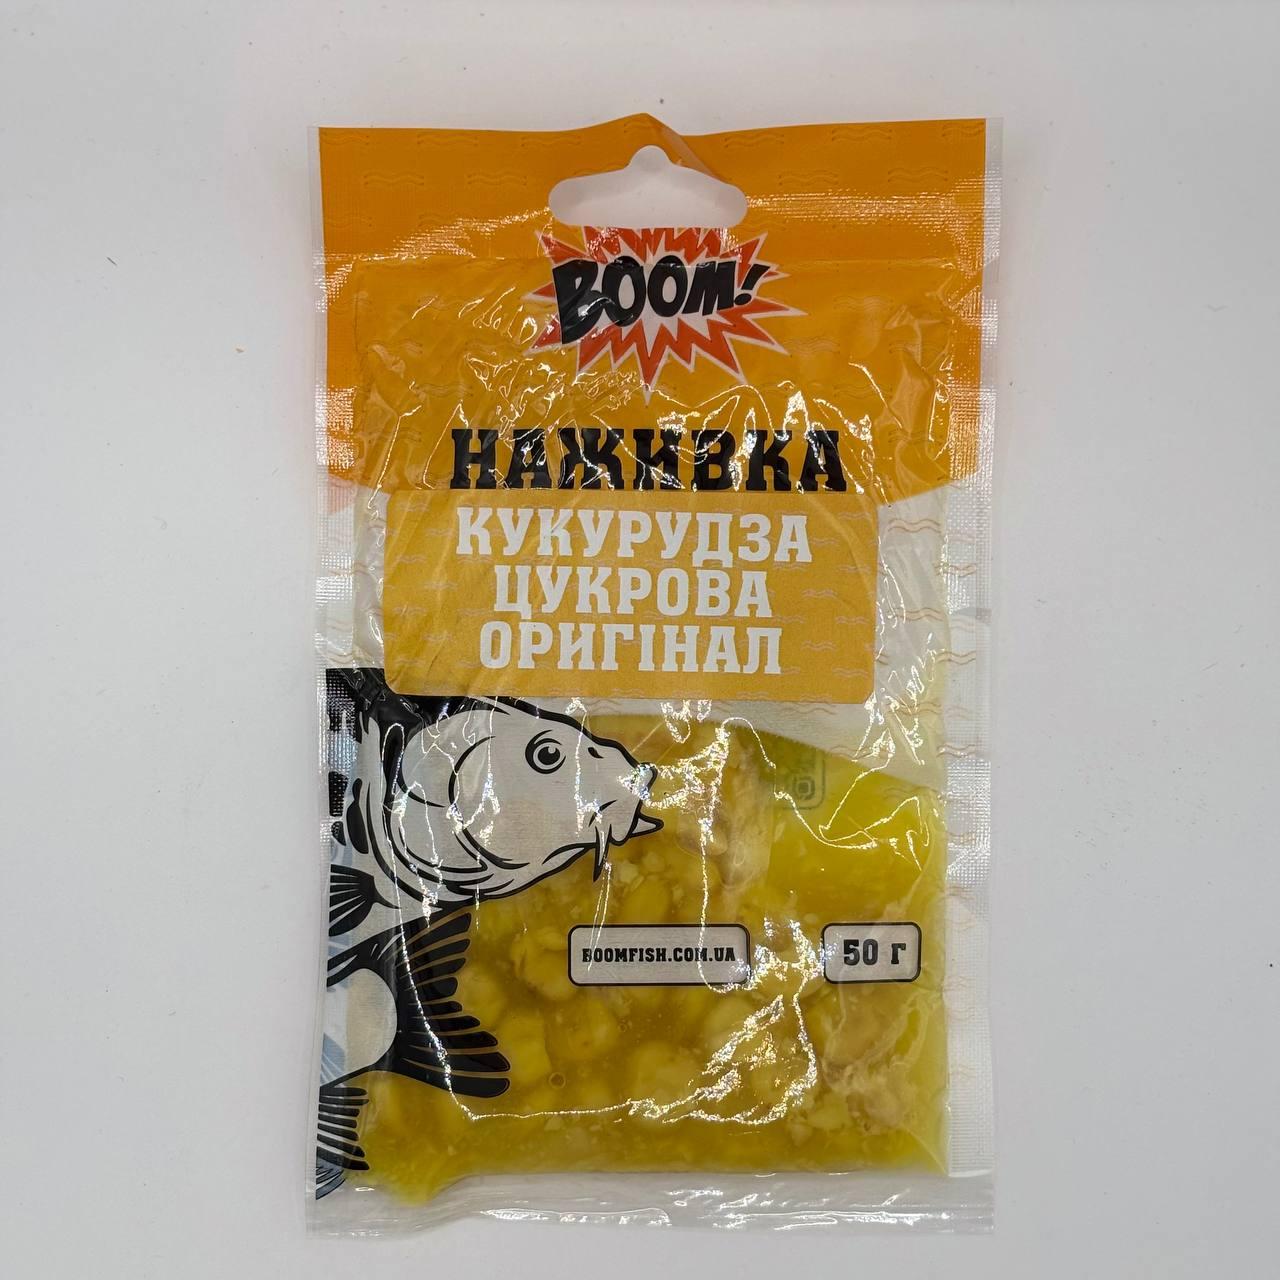 BOOM!
НАЖИВКА
КУКУРУДЗА
ЦУКРОВА
ОРИГІНАЛ
BOOMFISH.COM.UA
50 г